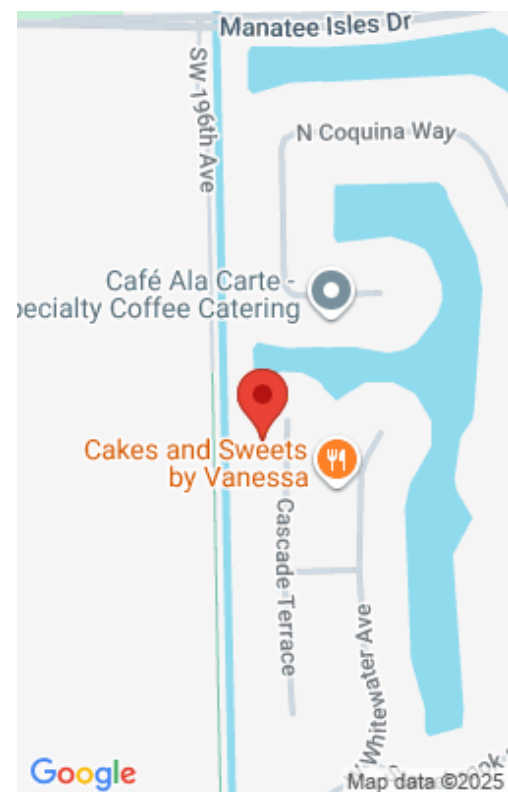 Manatee Isles Dr
SW 196th Ave
N Coquina Way
Café Ala Carte -
pecialty Coffee Catering
Cakes and Sweets
by Vanessa
Cascade Terrace
Whitewater Ave
Google
Map data ©2025